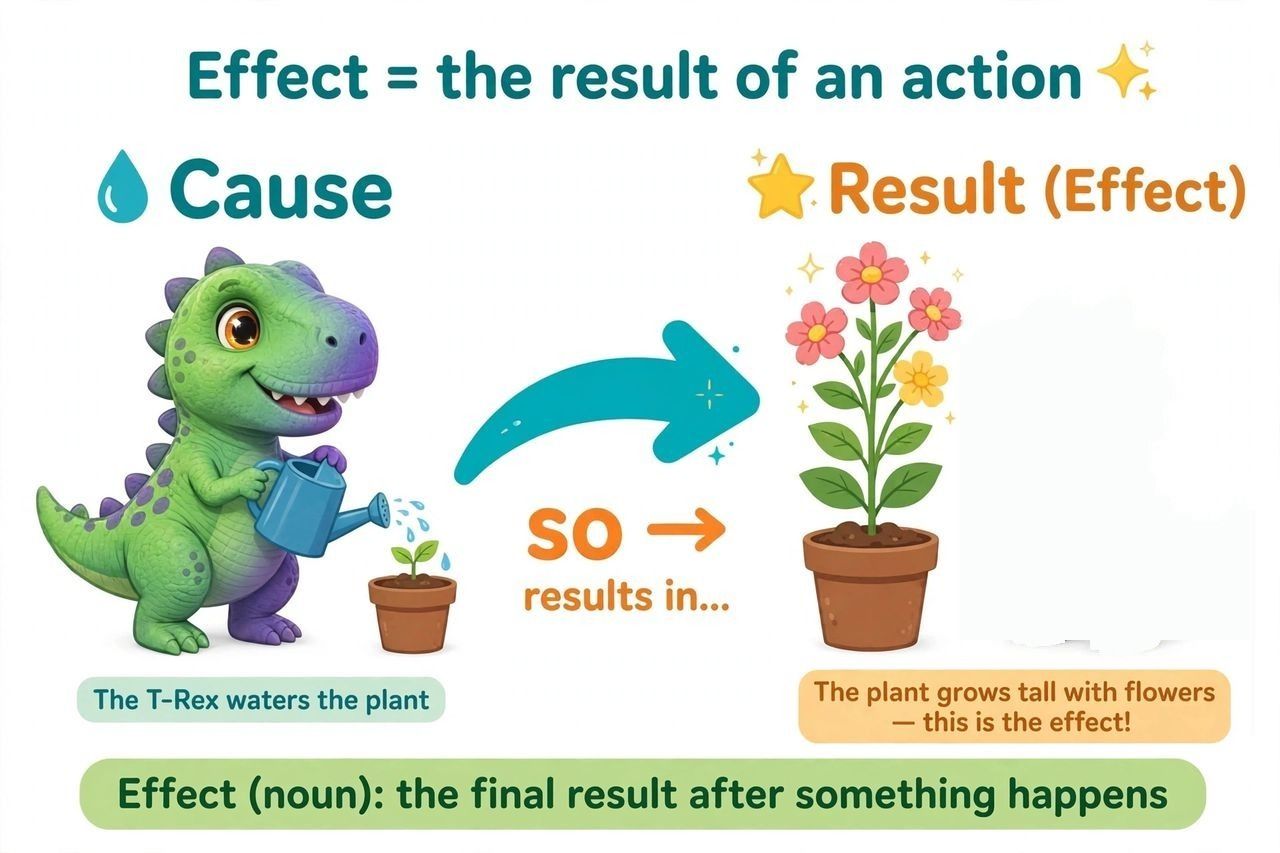 Effect = the result of an action
Cause
Result (Effect)
SO →
results in...
The T-Rex waters the plant
The plant grows tall with flowers
— this is the effect!
Effect (noun): the final result after something happens